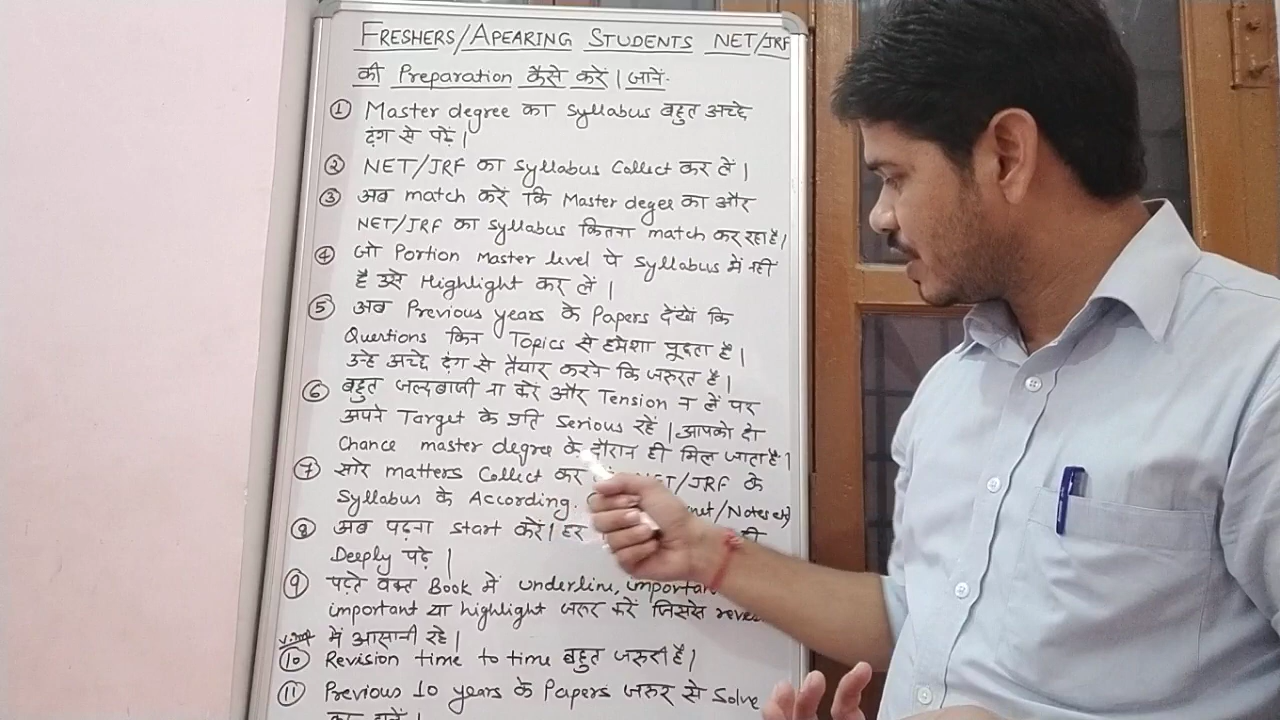 FRESHERS/APEARING STUDENTS NET/JRF
की Preparation कैसे करें। जानें-
① Master degree का Syllabus बहुत अच्छे
ढ़ंग से पढ़ें।
② NET/JRF का Syllabus Collect कर लें।
③ अब match करें कि Master degee का और
NET/JRF का Syllabus कितना match कर रहा है।
④ जो Portion Master level पे Syllabus में नहीं
है उसे Highlight कर लें।
⑤ अब Previous years के Papers देंखें कि
Questions किन Topics से हमेशा पूछता है।
उन्हे अच्छे ढ़ंग से तैयार करने कि जरुरत है।
⑥ बहुत जल्दबाजी ना करें और Tension न लें पर
अपने Target के प्रति Serious रहें। आपको दो
Chance master degree के दौरान ही मिल जाता है।
⑦ सारे matters Collect कर NET/JRF के
Syllabus के According. net/Notes
⑧ अब पढ़ना start करें। हर
Deeply पढ़े।
⑨ पढ़ते वक्त Book में underline, important
important या highlight जरुर करें जिससे
में आसानी रहे।
⑩ Revision time to time बहुत जरुरी है।
⑪ Previous 10 years के Papers जरुर से Solve